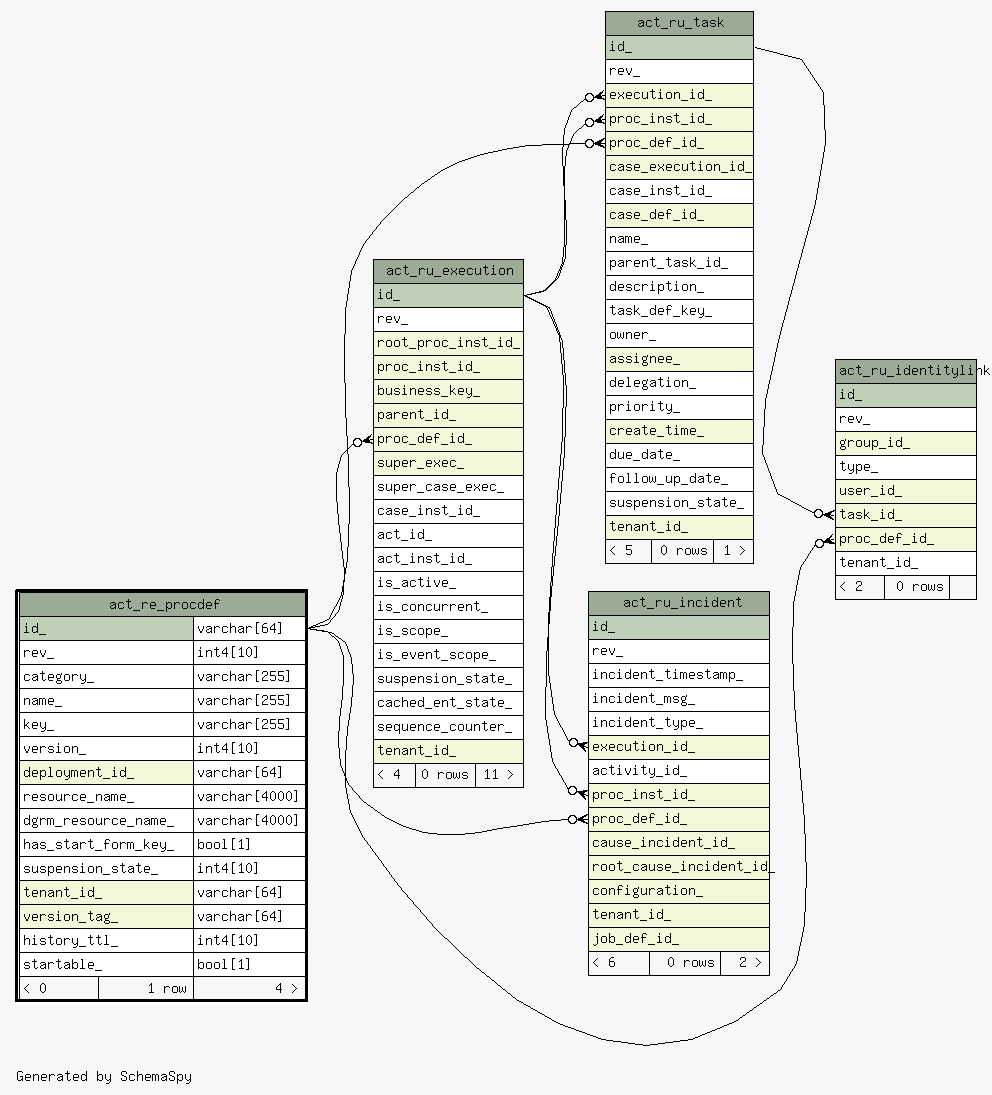 act_ru_task
id_
rev_
execution_id_
proc_inst_id_
proc_def_id_
case_execution_id_
case_inst_id_
case_def_id_
name_
parent_task_id_
description_
task_def_key_
owner_
assignee_
delegation_
priority_
create_time_
due_date_
follow_up_date_
suspension_state_
tenant_id_
< 5 0 rows 1 >
act_ru_execution
id_
rev_
root_proc_inst_id_
proc_inst_id_
business_key_
parent_id_
proc_def_id_
super_exec_
super_case_exec_
case_inst_id_
act_id_
act_inst_id_
is_active_
is_concurrent_
is_scope_
is_event_scope_
suspension_state_
cached_ent_state_
sequence_counter_
tenant_id_
< 4 0 rows 11 >
act_ru_identitylink
id_
rev_
group_id_
type_
user_id_
task_id_
proc_def_id_
tenant_id_
< 2 0 rows
act_re_procdef
id_ varchar[64]
rev_ int4[10]
category_ varchar[255]
name_ varchar[255]
key_ varchar[255]
version_ int4[10]
deployment_id_ varchar[64]
resource_name_ varchar[4000]
dgrm_resource_name_ varchar[4000]
has_start_form_key_ bool[1]
suspension_state_ int4[10]
tenant_id_ varchar[64]
version_tag_ varchar[64]
history_ttl_ int4[10]
startable_ bool[1]
< 0 1 row 4 >
act_ru_incident
id_
rev_
incident_timestamp_
incident_msg_
incident_type_
execution_id_
activity_id_
proc_inst_id_
proc_def_id_
cause_incident_id_
root_cause_incident_id_
configuration_
tenant_id_
job_def_id_
< 6 0 rows 2 >
Generated by SchemaSpy